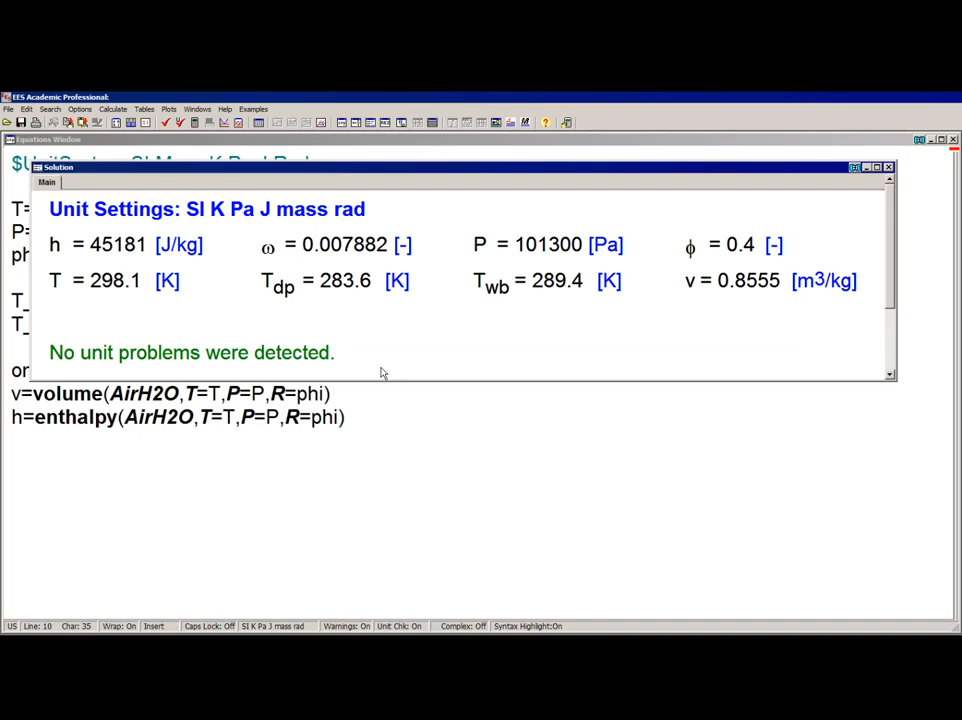 EES Academic Professional:
File Edit Search Options Calculate Tables Plots Windows Help Examples
Equations Window
Solution
Main
T=
P=
ph
T_
T_
Unit Settings: SI K Pa J mass rad
h = 45181 [J/kg] ω = 0.007882 [-] P = 101300 [Pa] ϕ = 0.4 [-]
T = 298.1 [K] Tdp = 283.6 [K] Twb = 289.4 [K] v = 0.8555 [m3/kg]
No unit problems were detected.
v=volume(AirH2O,T=T,P=P,R=phi)
h=enthalpy(AirH2O,T=T,P=P,R=phi)
US Line: 10 Char: 35 Wrap: On Insert Caps Lock: Off SI K Pa J mass rad Warnings: On Unit Chk: On Complex: Off Syntax Highlight:On